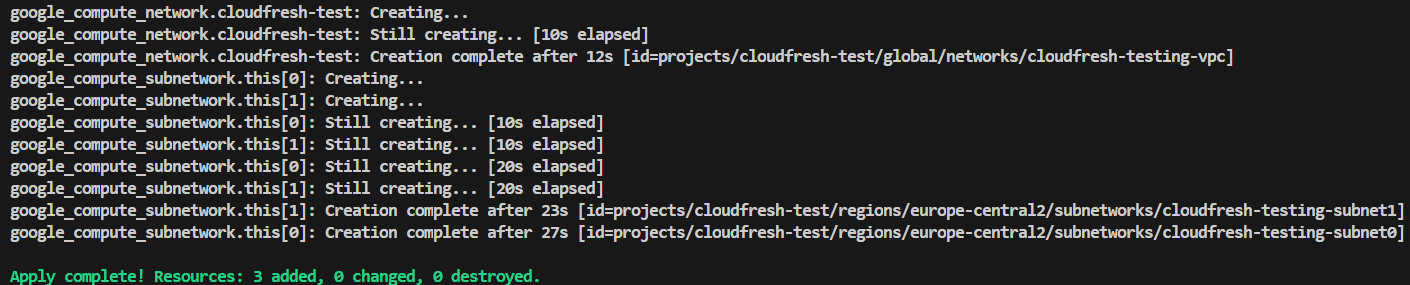 google_compute_network.cloudfresh-test: Creating...
google_compute_network.cloudfresh-test: Still creating... [10s elapsed]
google_compute_network.cloudfresh-test: Creation complete after 12s [id=projects/cloudfresh-test/global/networks/cloudfresh-testing-vpc]
google_compute_subnetwork.this[0]: Creating...
google_compute_subnetwork.this[1]: Creating...
google_compute_subnetwork.this[0]: Still creating... [10s elapsed]
google_compute_subnetwork.this[1]: Still creating... [10s elapsed]
google_compute_subnetwork.this[0]: Still creating... [20s elapsed]
google_compute_subnetwork.this[1]: Still creating... [20s elapsed]
google_compute_subnetwork.this[1]: Creation complete after 23s [id=projects/cloudfresh-test/regions/europe-central2/subnetworks/cloudfresh-testing-subnet1]
google_compute_subnetwork.this[0]: Creation complete after 27s [id=projects/cloudfresh-test/regions/europe-central2/subnetworks/cloudfresh-testing-subnet0]
Apply complete! Resources: 3 added, 0 changed, 0 destroyed.